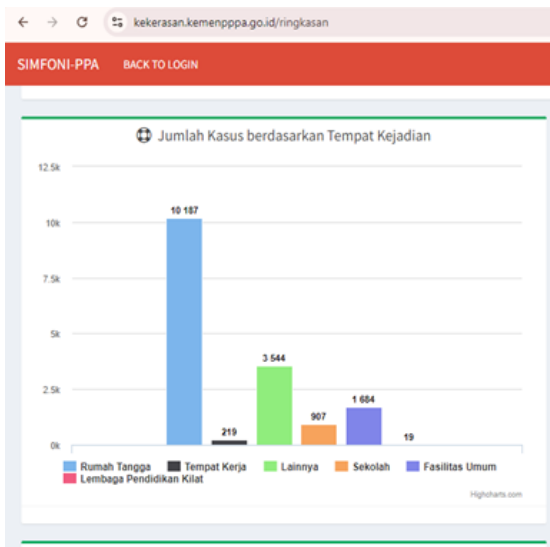 kekerasan.kemenpppa.go.id/ringkasan
SIMFONI-PPA BACK TO LOGIN
Jumlah Kasus berdasarkan Tempat Kejadian
12.5k
10k
7.5k
5k
2.5k
0k
10 187
219
3 544
907
1 684
19
Rumah Tangga Tempat Kerja Lainnya Sekolah Fasilitas Umum
Lembaga Pendidikan Kilat
Highcharts.com